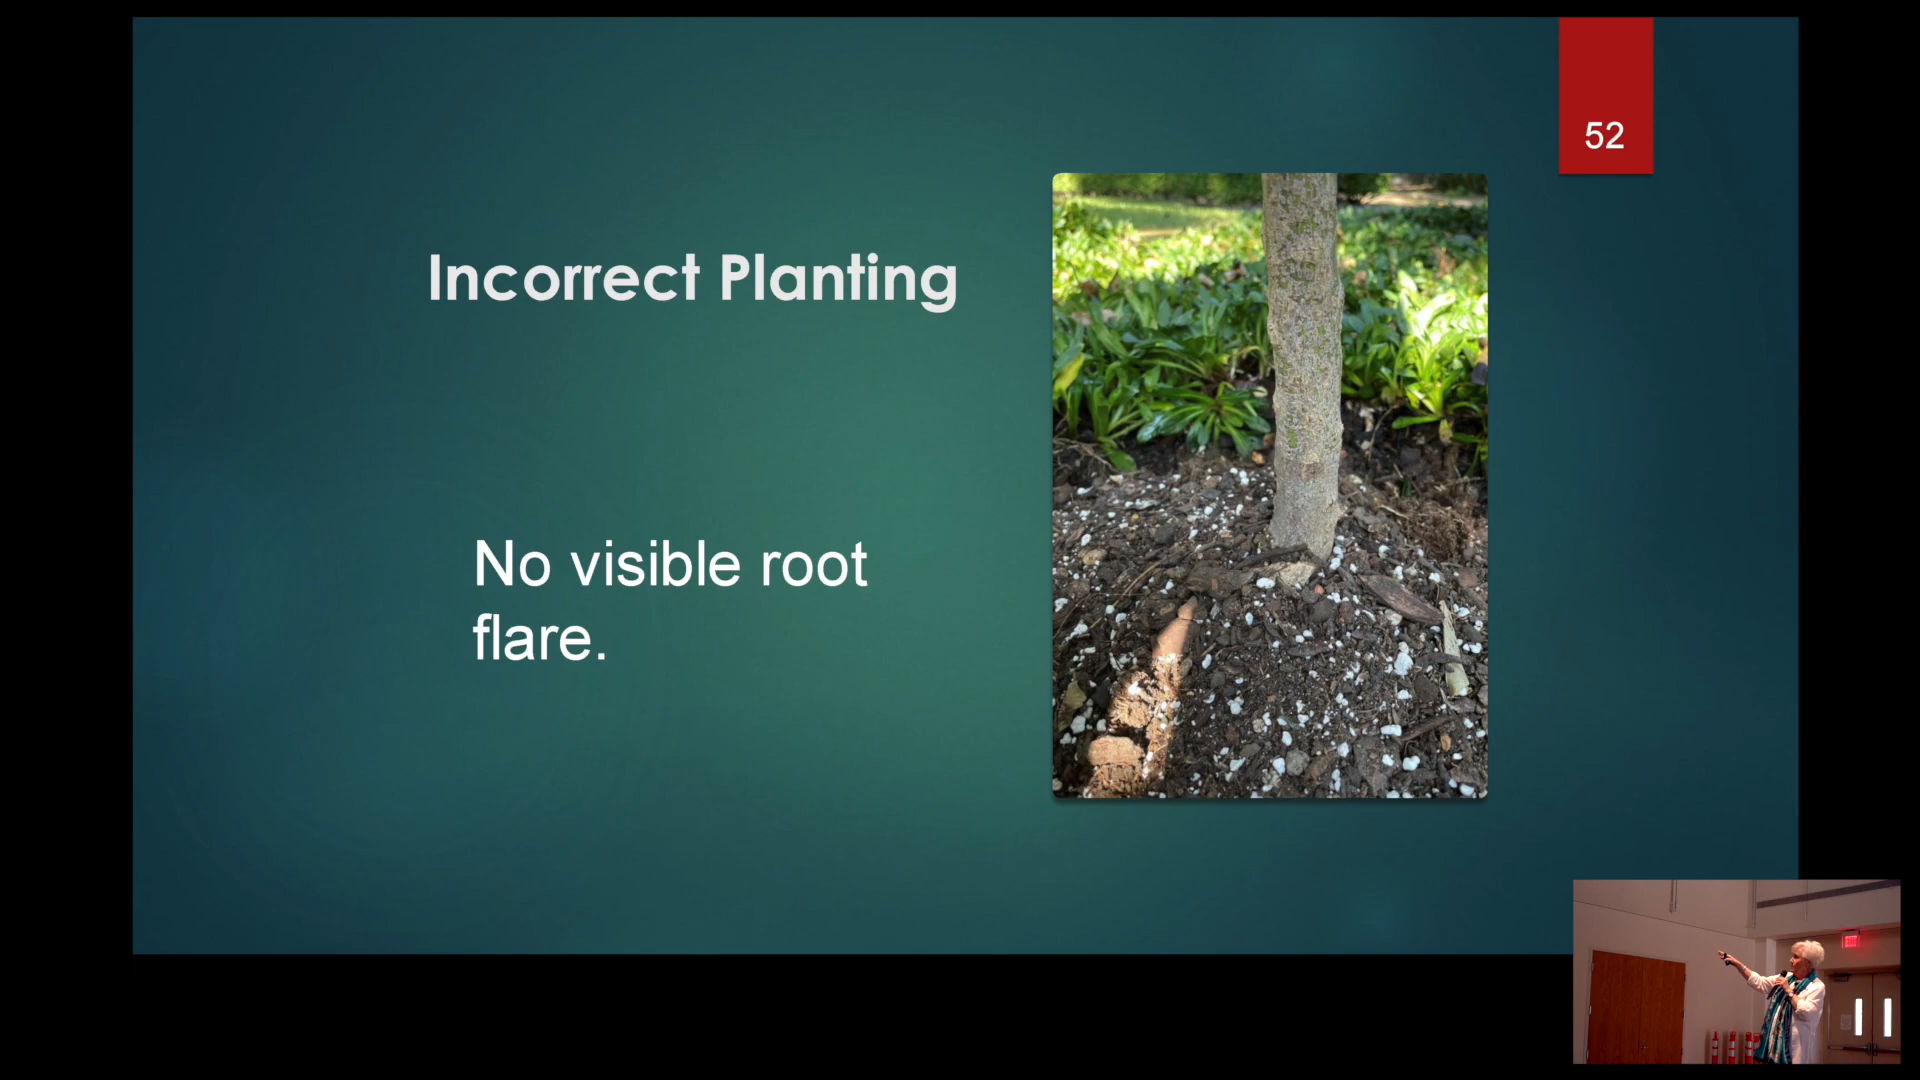 52
Incorrect Planting
No visible root
flare.